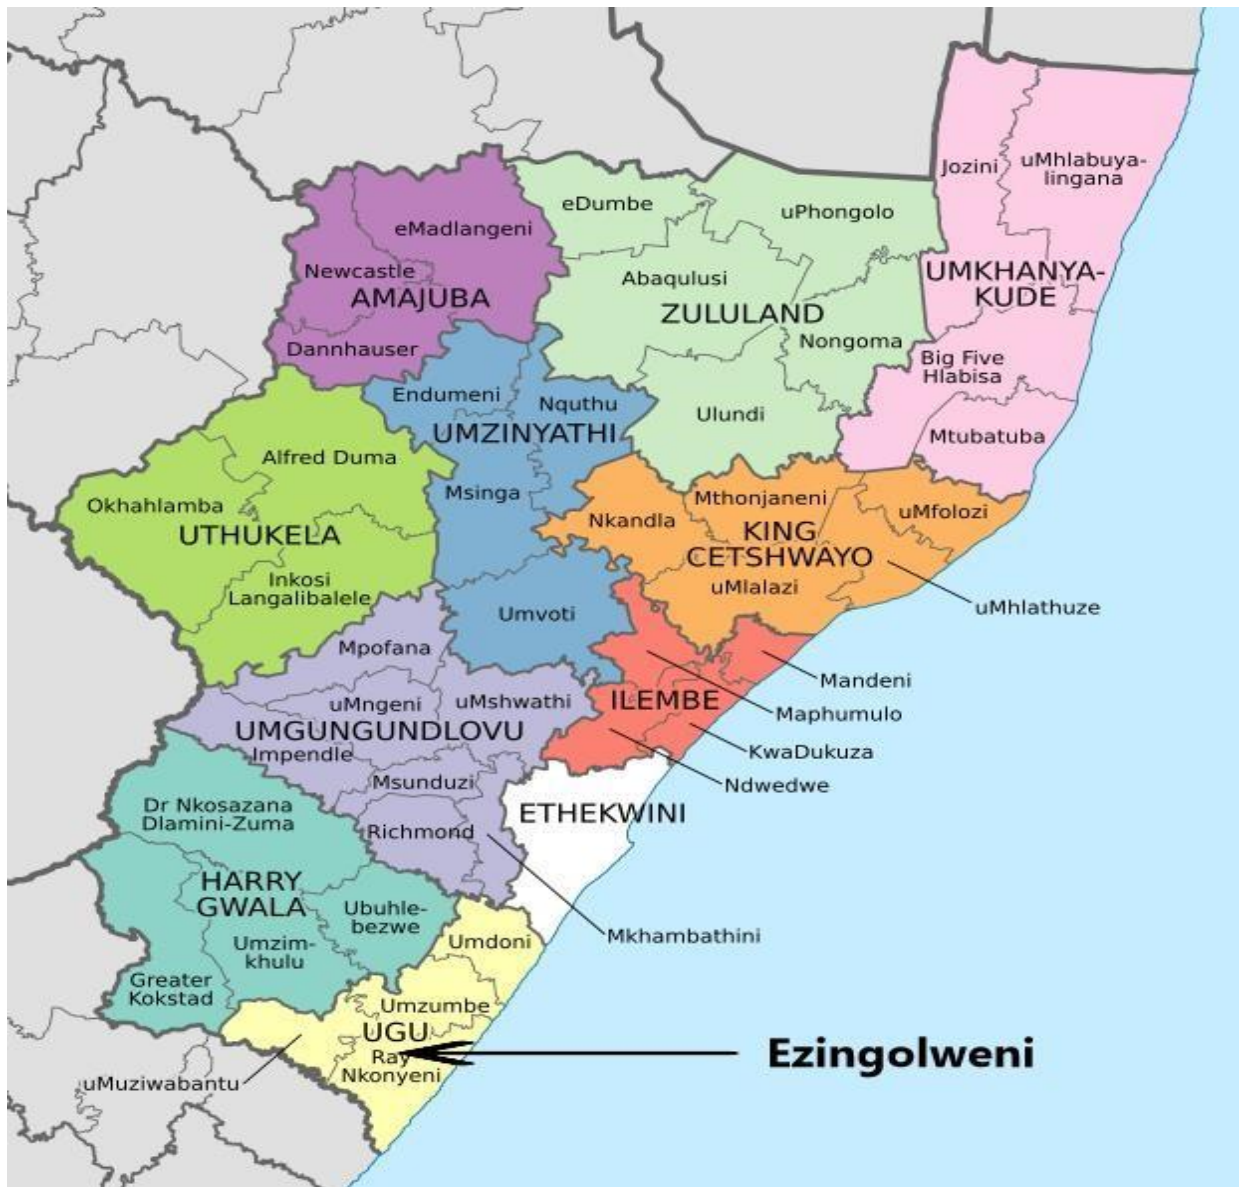 Jozini
uMhlabuya-
lingana
eDumbe
uPhongolo
eMadlangeni
Newcastle
AMAJUBA
Abaqulusi
ZULULAND
UMKHANYA-
KUDE
Dannhauser
Nongoma
Big Five
Hlabisa
Endumeni
Nquthu
Ulundi
UMZINYATHI
Mtubatuba
Alfred Duma
Okhahlamba
UTHUKELA
Msinga
Mthonjaneni
Nkandla
uMfolozi
KING
CETSHWAYO
Inkosi
Langalibalele
uMlalazi
uMhlathuze
Umvoti
Mpofana
Mandeni
uMngeni
uMshwathi
ILEMBE
Maphumulo
UMGUNGUNDLOVU
Impendle
KwaDukuza
Msunduzi
Ndwedwe
Dr Nkosazana
Dlamini-Zuma
ETHEKWINI
Richmond
HARRY
GWALA
Ubuhle-
bezwe
Mkhambathini
Umzim-
khulu
Umdoni
Greater
Kokstad
Umzumbe
UGU
Ray
Nkonyeni
Ezingolweni
uMuziwabantu